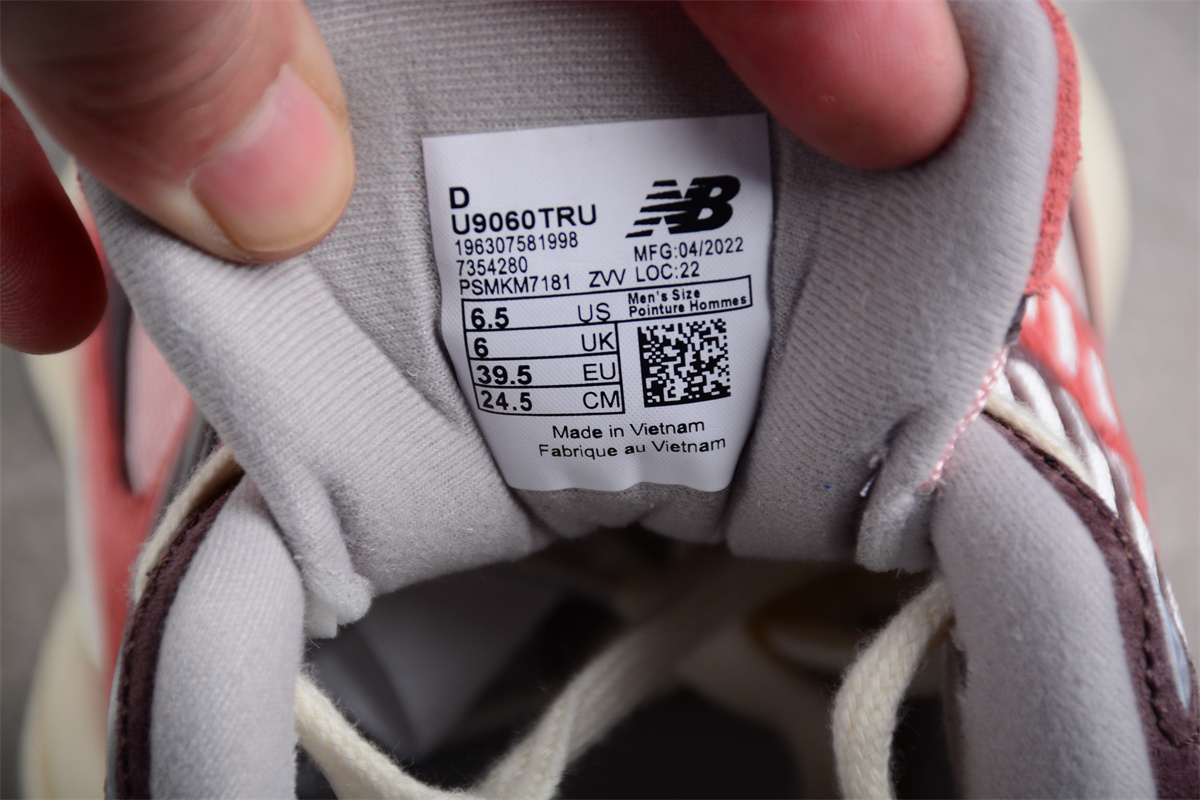 D
U9060TRU
NB
196307581998
MFG:04/2022
7354280
LOC:22
PSMKM7181 ZVV
Men's Size
Pointure Hommes
6.5 US
6 UK
39.5 EU
24.5 CM
Made in Vietnam
Fabrique au Vietnam